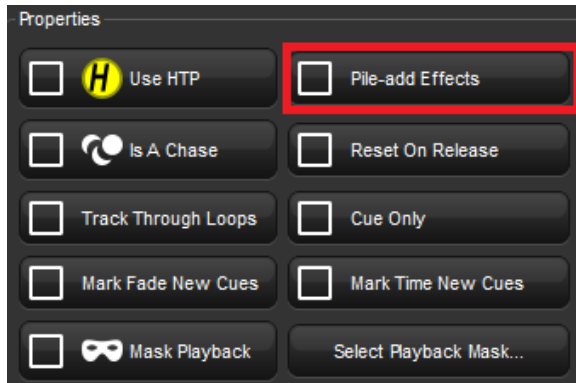 Properties
H Use HTP
Pile-add Effects
Is A Chase
Reset On Release
Track Through Loops
Cue Only
Mark Fade New Cues
Mark Time New Cues
Mask Playback
Select Playback Mask...